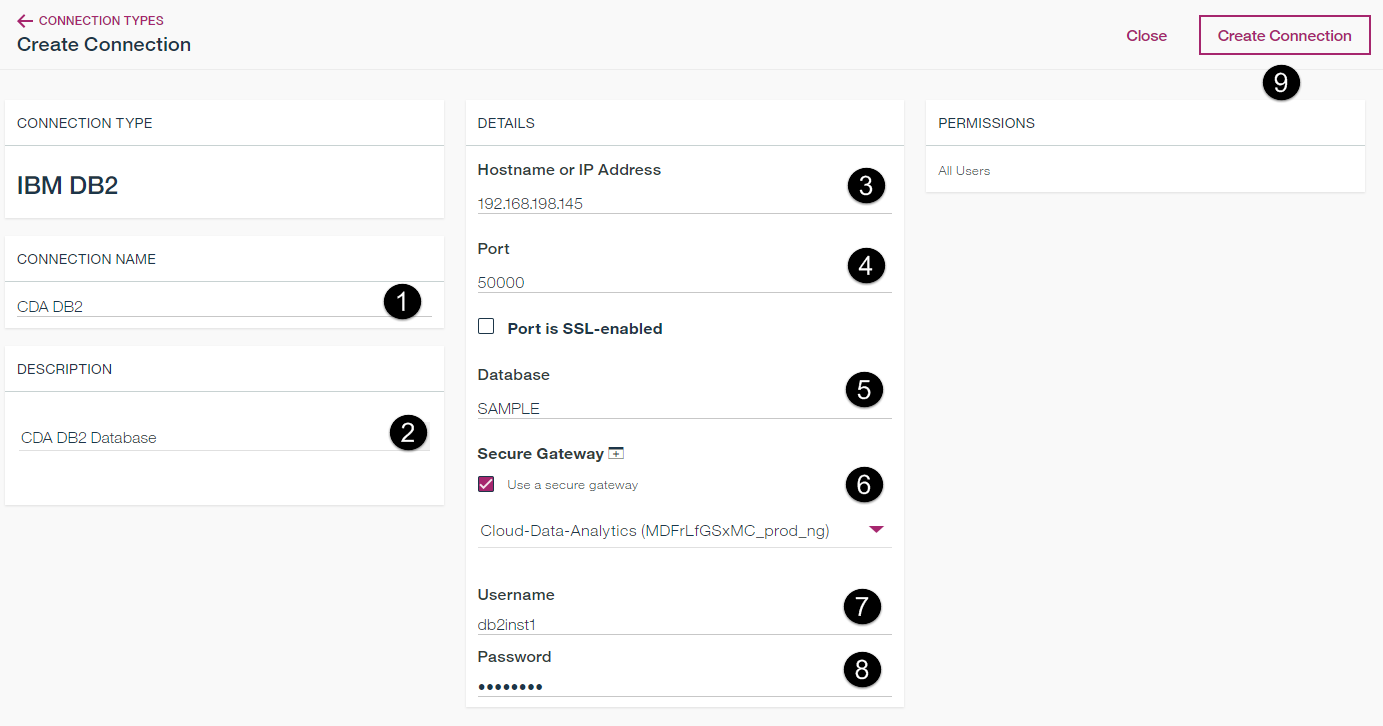 CONNECTION TYPES
Create Connection
Close
Create Connection
9
CONNECTION TYPE
IBM DB2
CONNECTION NAME
CDA DB2
1
DESCRIPTION
CDA DB2 Database
2
DETAILS
Hostname or IP Address
192.168.198.145
3
Port
50000
4
Port is SSL-enabled
Database
SAMPLE
5
Secure Gateway
Use a secure gateway
6
Cloud-Data-Analytics (MDFrLfGSxMC_prod_ng)
Username
db2inst1
7
Password
••••••••
8
PERMISSIONS
All Users